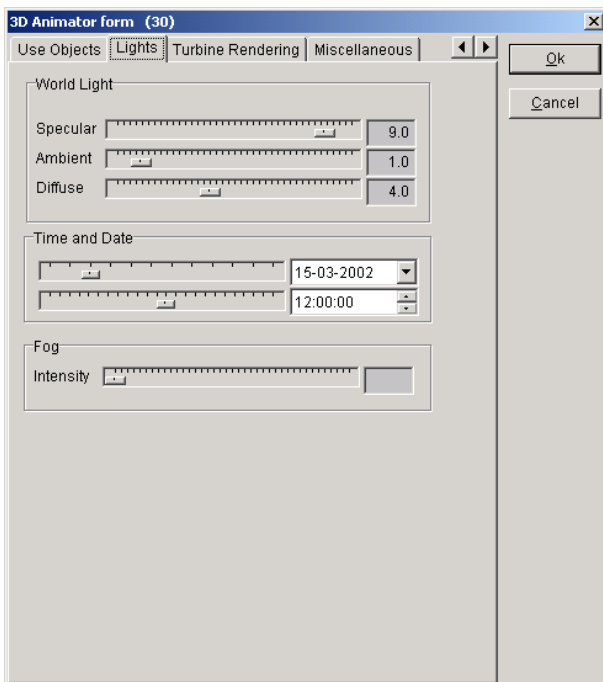 3D Animator form (30)
Use Objects Lights Turbine Rendering Miscellaneous
Ok
Cancel
World Light
Specular 9.0
Ambient 1.0
Diffuse 4.0
Time and Date
15-03-2002
12:00:00
Fog
Intensity